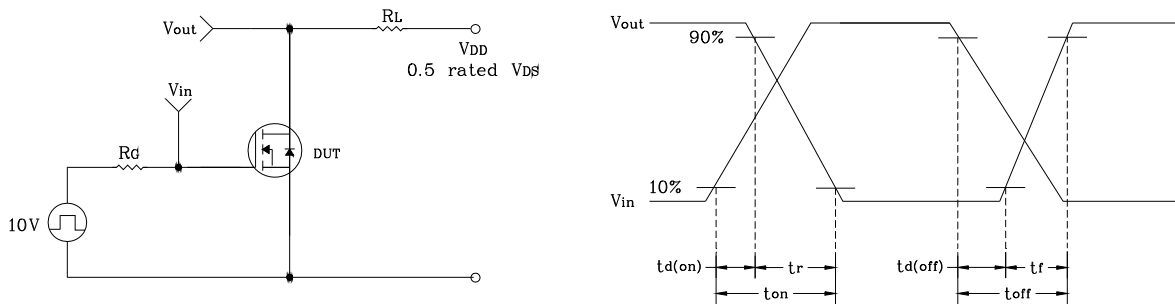 Vout
RL
VDD
0.5 rated VDS
Vin
RG
DUT
10V
Vout
90%
10%
Vin
td(on)
tr
td(off)
tf
ton
toff